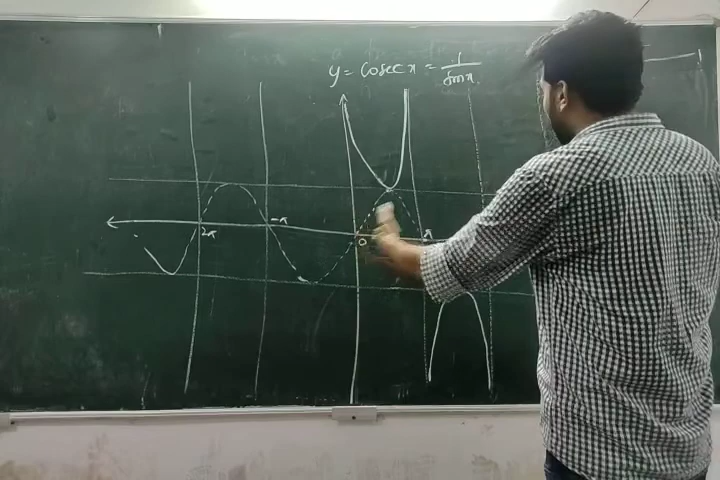 y = cosec x = 1/sin x
-π
2π
0
π